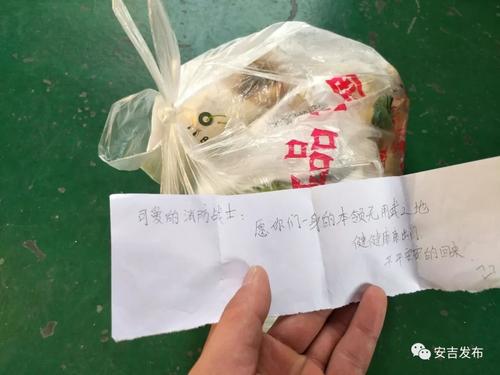 可爱的消防战士：
愿你们一身的本领无用武之地
健健康康出门
平平安安的回来
安吉发布